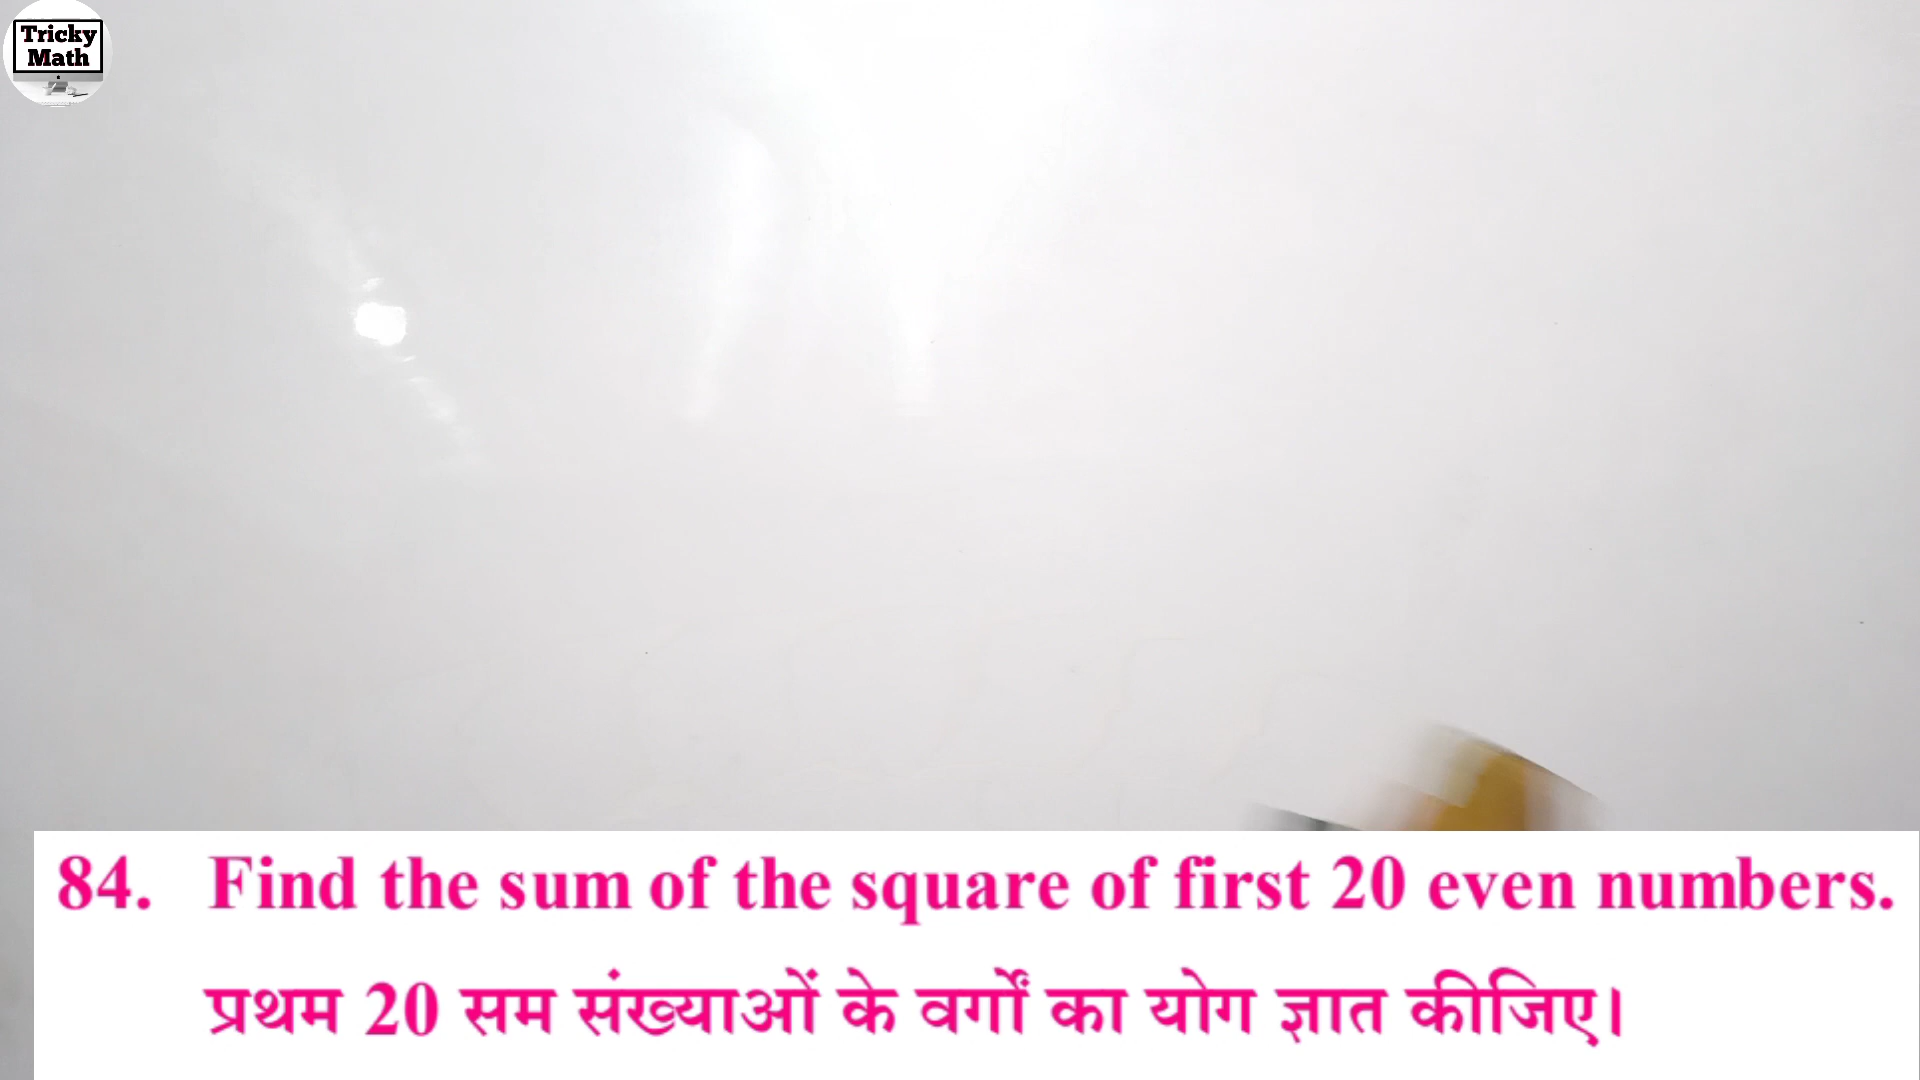 Tricky
Math
84. Find the sum of the square of first 20 even numbers.
प्रथम 20 सम संख्याओं के वर्गों का योग ज्ञात कीजिए।